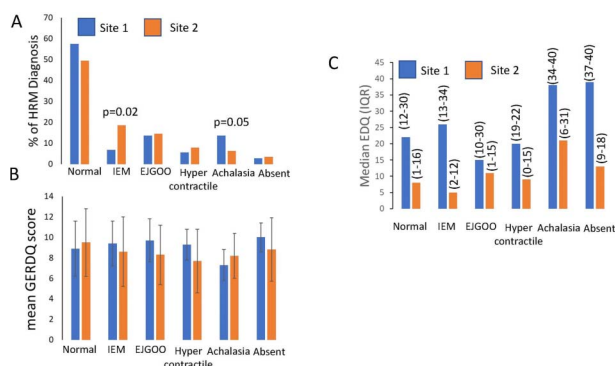 A
Site 1
Site 2
% of HRM Diagnosis
70
60
50
40
30
20
10
0
p=0.02
p=0.05
Normal
IEM
EJGOO
Hyper contractile
Achalasia
Absent
B
mean GERDQ score
14
12
10
8
6
4
2
0
Normal
IEM
EJGOO
Hyper contractile
Achalasia
Absent
C
Site 1
Site 2
Median EDQ (IQR)
45
40
35
30
25
20
15
10
5
0
(12-30)
(1-16)
(13-34)
(2-12)
(10-30)
(1-15)
(19-22)
(0-15)
(34-40)
(6-31)
(37-40)
(9-18)
Normal
IEM
EJGOO
Hyper contractile
Achalasia
Absent